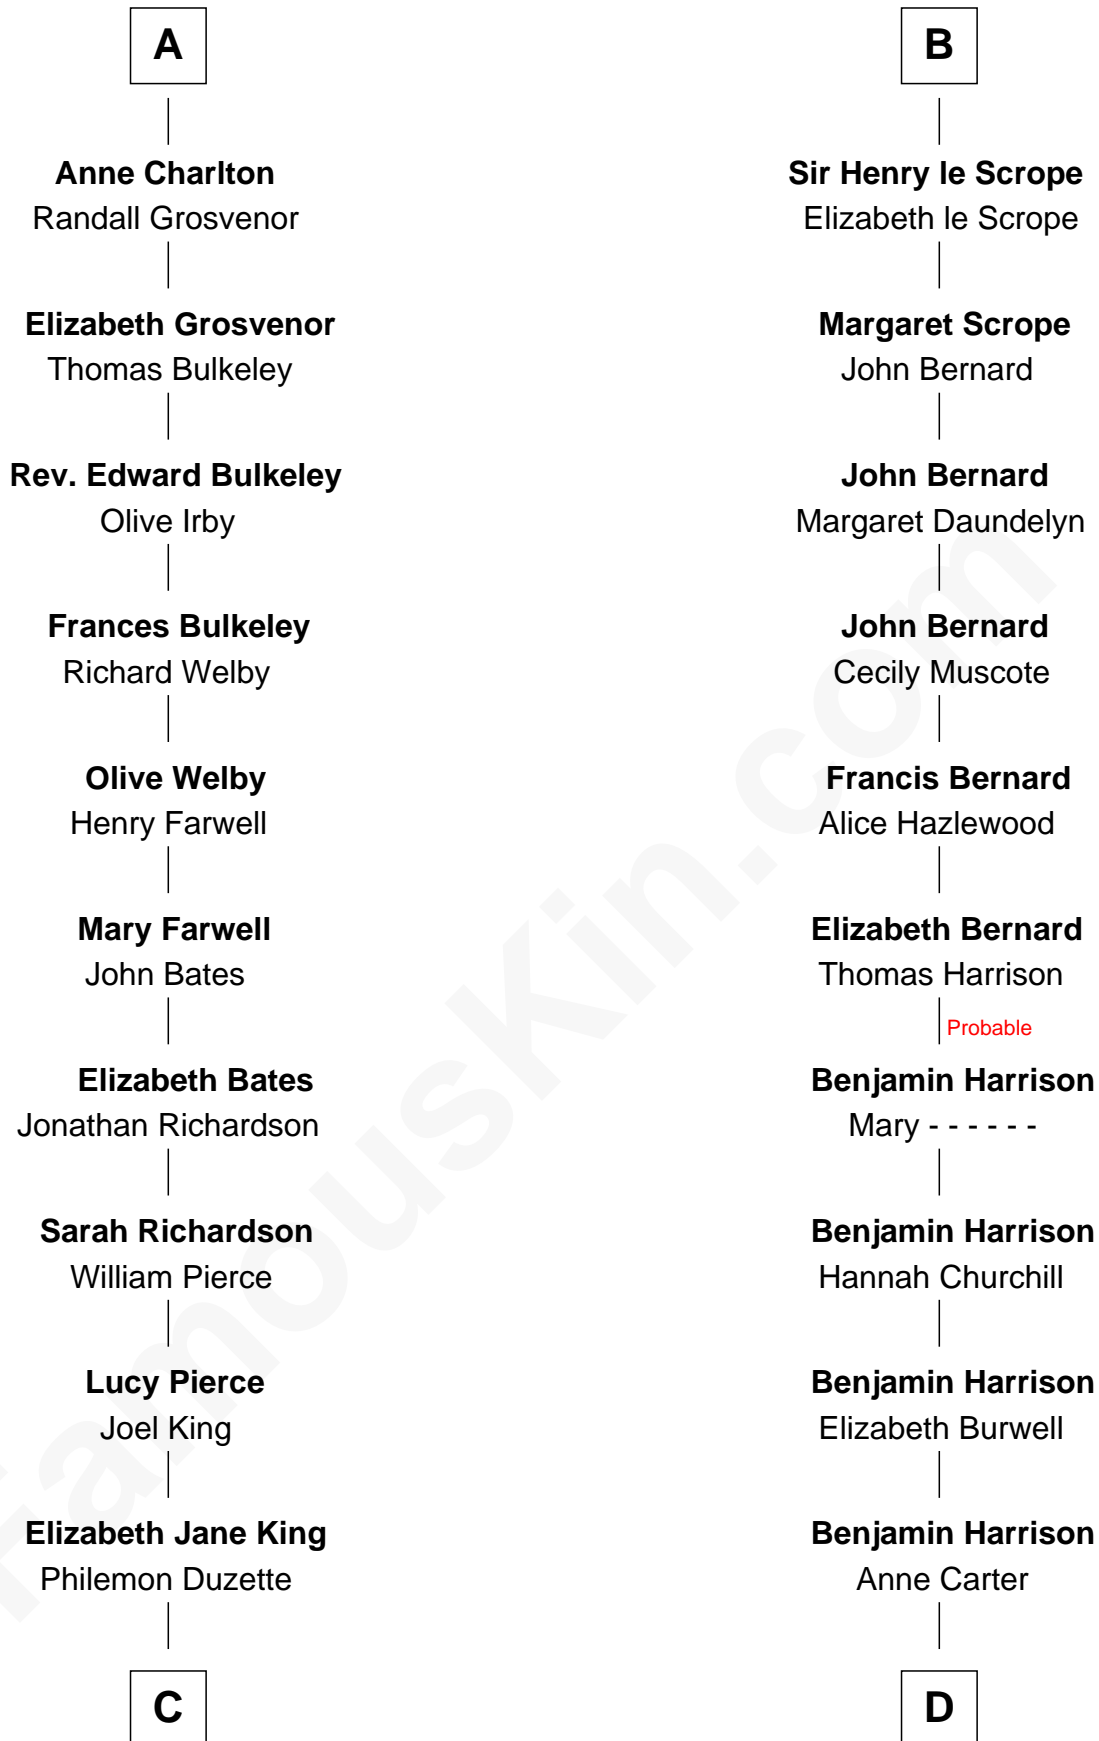 A
Anne Charlton
Randall Grosvenor
Elizabeth Grosvenor
Thomas Bulkeley
Rev. Edward Bulkeley
Olive Irby
Frances Bulkeley
Richard Welby
Olive Welby
Henry Farwell
Mary Farwell
John Bates
Elizabeth Bates
Jonathan Richardson
Sarah Richardson
William Pierce
Lucy Pierce
Joel King
Elizabeth Jane King
Philemon Duzette
C
B
Sir Henry le Scrope
Elizabeth le Scrope
Margaret Scrope
John Bernard
John Bernard
Margaret Daundelyn
John Bernard
Cecily Muscote
Francis Bernard
Alice Hazlewood
Elizabeth Bernard
Thomas Harrison
Probable
Benjamin Harrison
Mary - - - - - -
Benjamin Harrison
Hannah Churchill
Benjamin Harrison
Elizabeth Burwell
Benjamin Harrison
Anne Carter
D
FamousKin.com